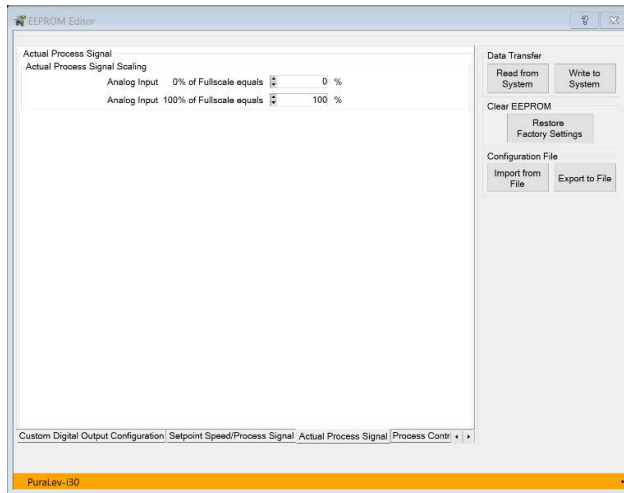 EEPROM Editor
Actual Process Signal
Actual Process Signal Scaling
Analog Input 0% of Fullscale equals 0 %
Analog Input 100% of Fullscale equals 100 %
Data Transfer
Read from System
Write to System
Clear EEPROM
Restore Factory Settings
Configuration File
Import from File
Export to File
Custom Digital Output Configuration Setpoint Speed/Process Signal Actual Process Signal Process Contr
PuraLev-i30